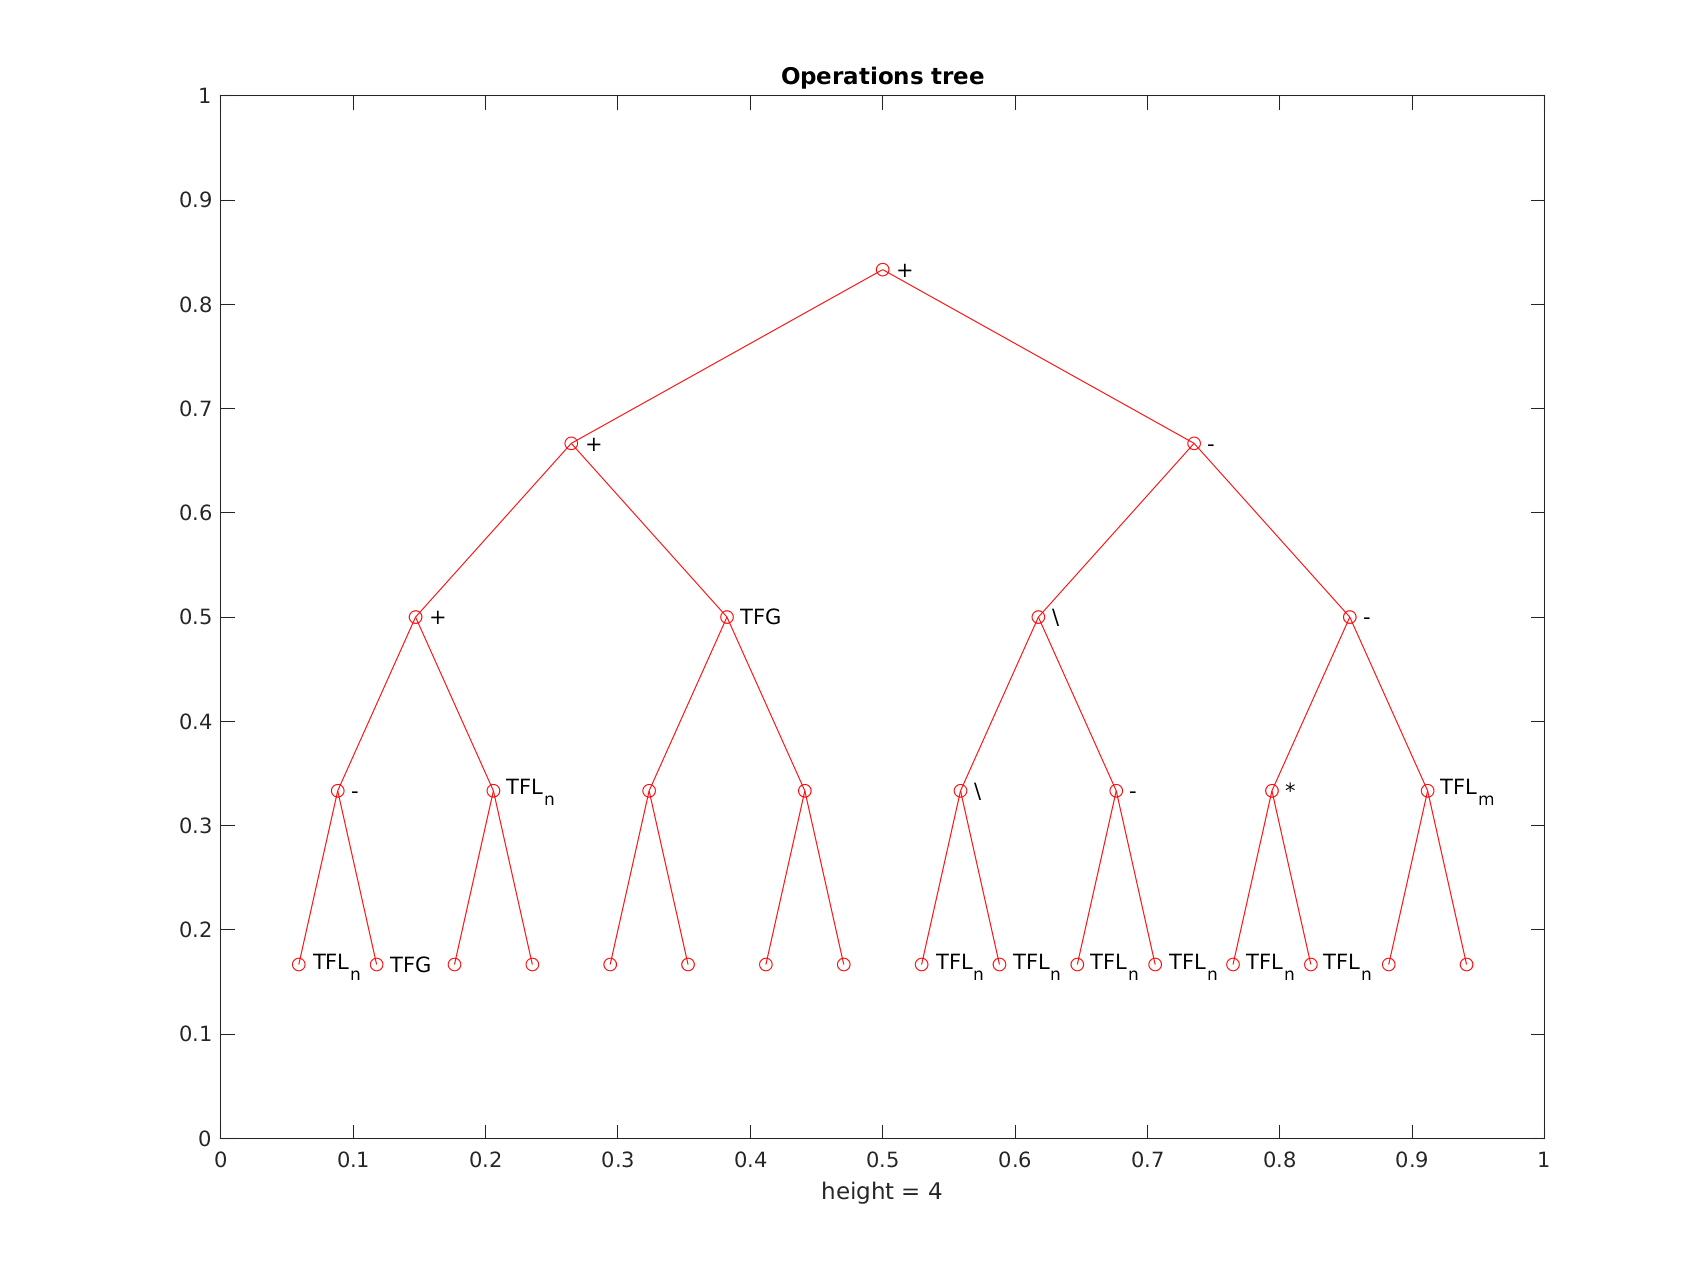 Operations tree
1
0.9
+
0.8
0.7
+ -
0.6
0.5
+ TFG \ -
0.4
- TFL_n \ - * TFL_m
0.3
0.2
TFL_n TFG TFL_n TFL_n TFL_n TFL_n TFL_n TFL_n
0.1
0
0 0.1 0.2 0.3 0.4 0.5 0.6 0.7 0.8 0.9 1
height = 4